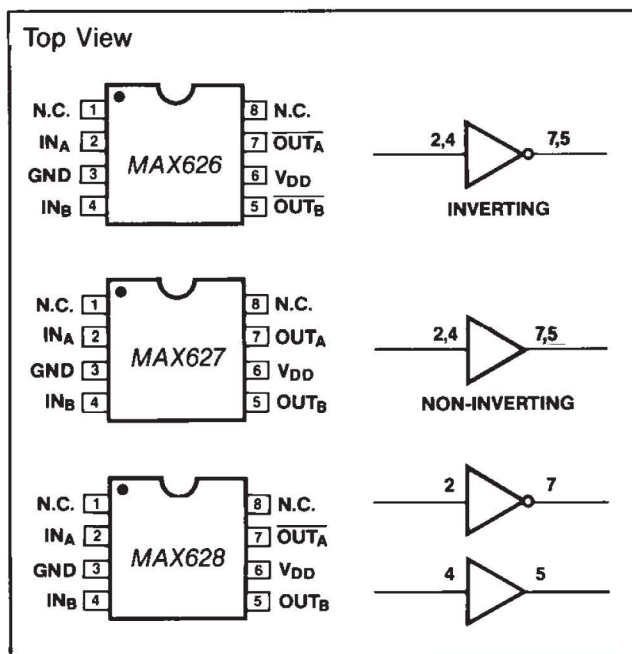 Top View
N.C. 1 8 N.C.
IN_A 2 7 O̅U̅T̅_A̅
GND 3 6 V_DD
IN_B 4 5 O̅U̅T̅_B̅
MAX626
2,4 7,5
INVERTING
N.C. 1 8 N.C.
IN_A 2 7 OUT_A
GND 3 6 V_DD
IN_B 4 5 OUT_B
MAX627
2,4 7,5
NON-INVERTING
N.C. 1 8 N.C.
IN_A 2 7 O̅U̅T̅_A̅
GND 3 6 V_DD
IN_B 4 5 OUT_B
MAX628
2 7
4 5